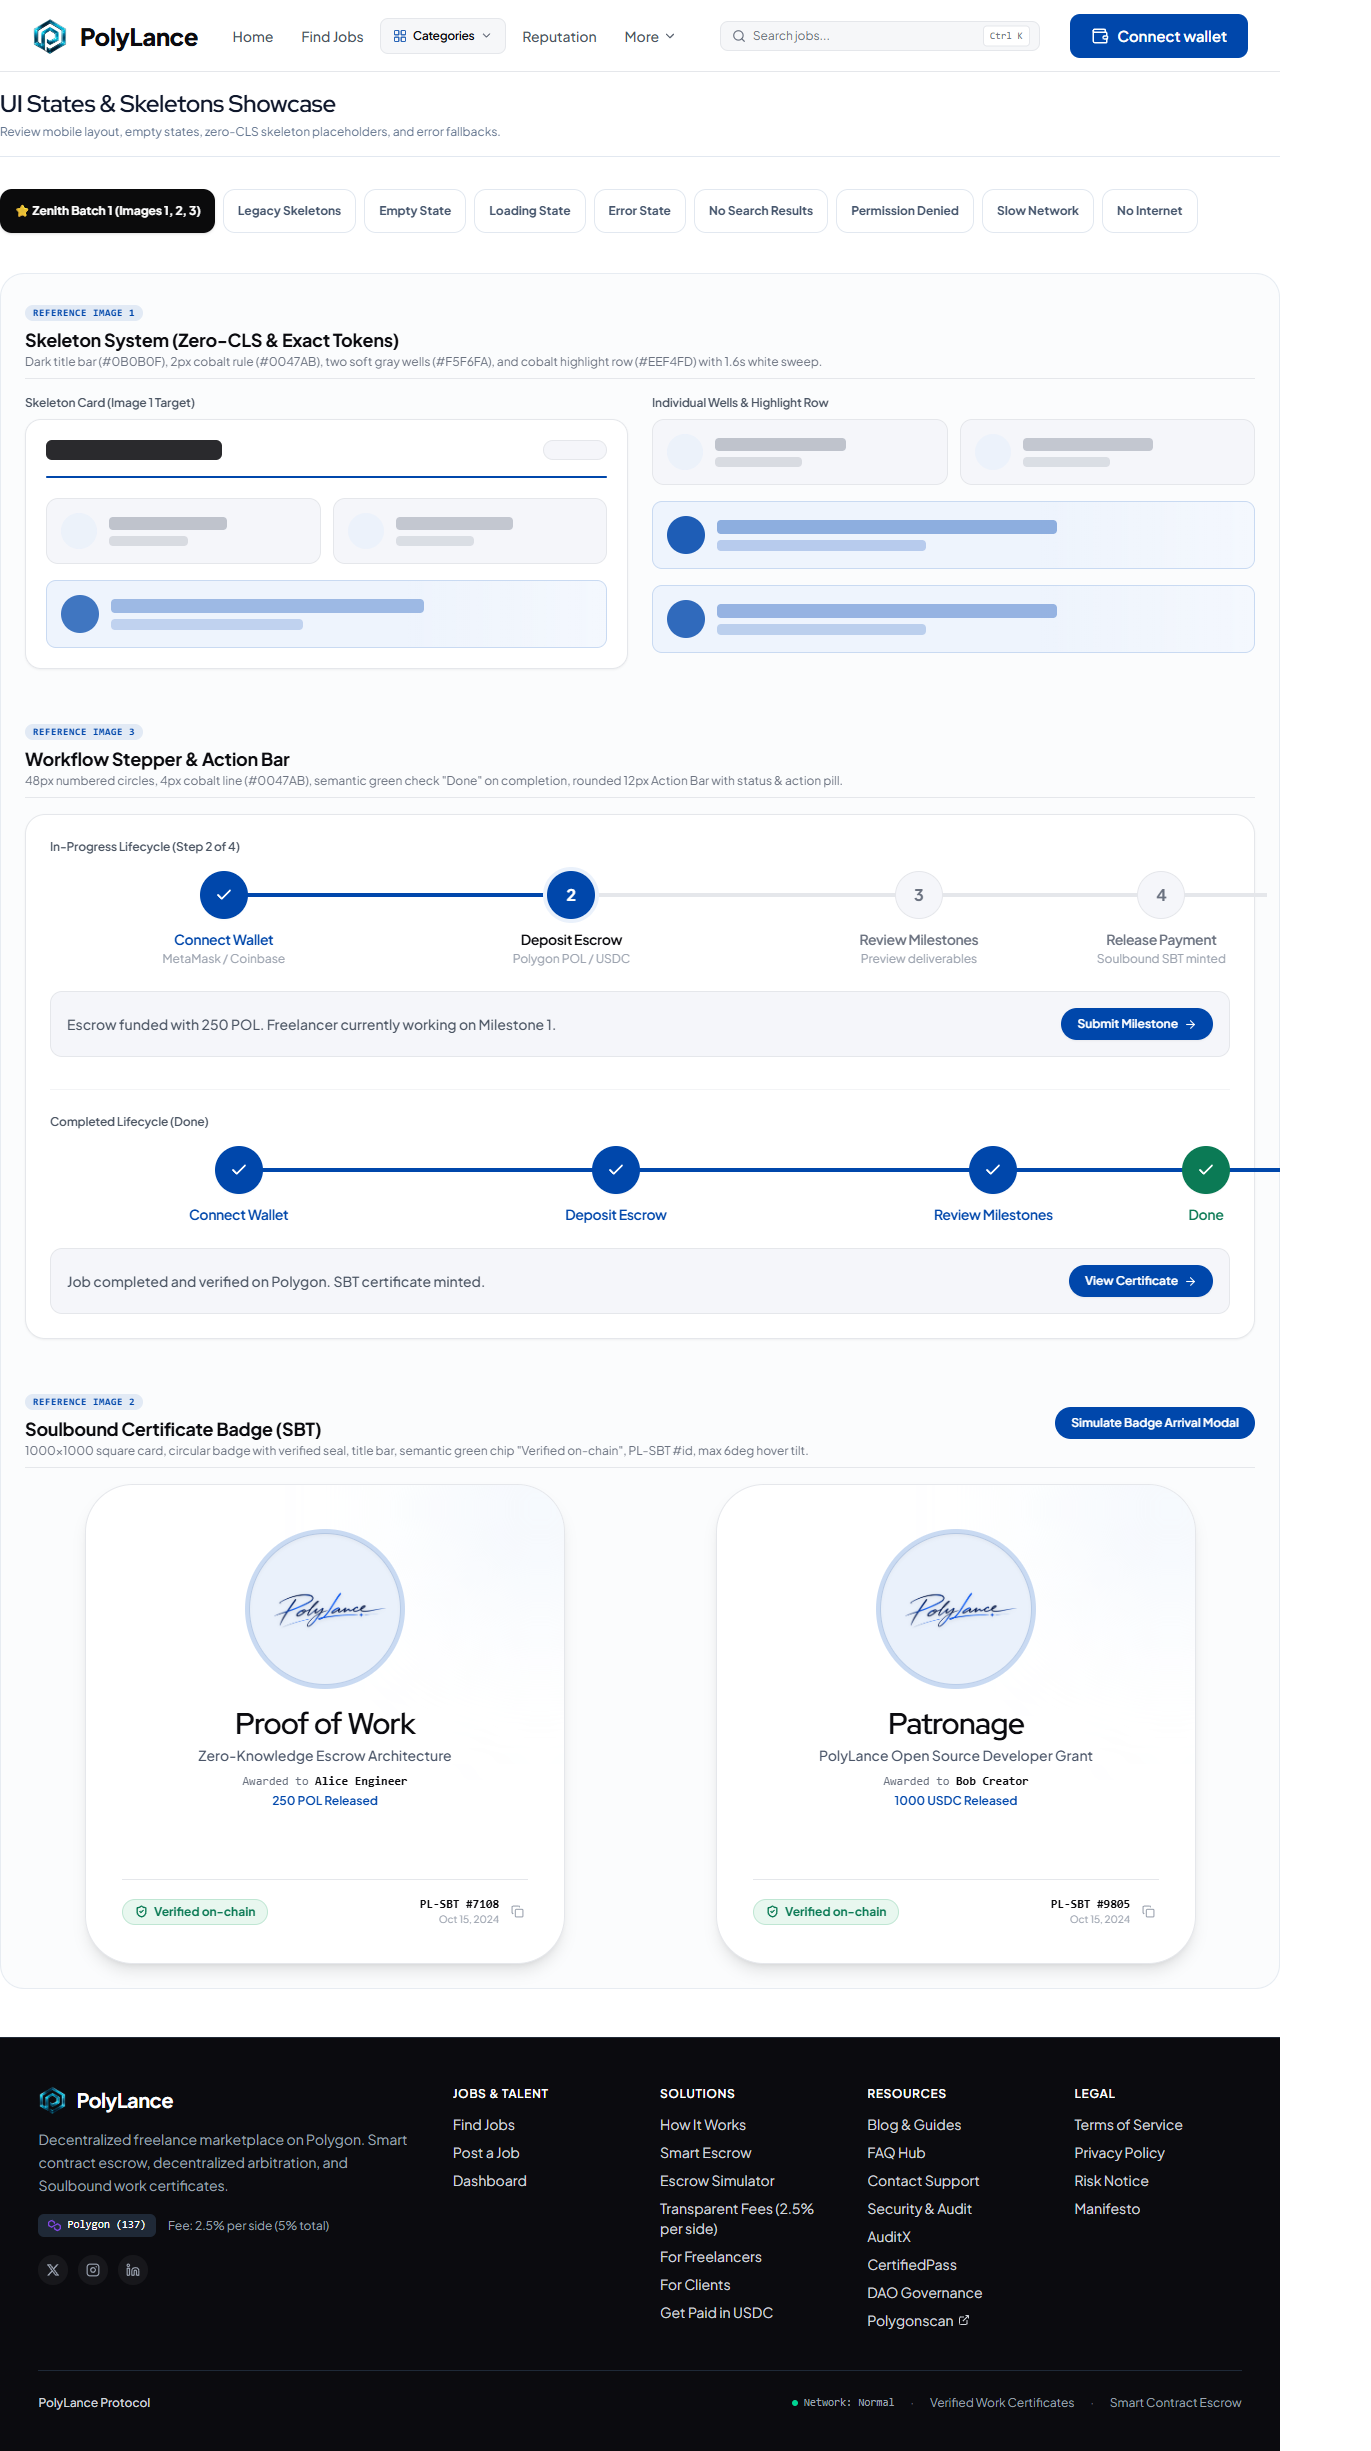 PolyLance
Home
Find Jobs
Categories
Reputation
More
Search jobs...
Ctrl K
Connect wallet
UI States & Skeletons Showcase
Review mobile layout, empty states, zero-CLS skeleton placeholders, and error fallbacks.
Zenith Batch 1 (Images 1, 2, 3)
Legacy Skeletons
Empty State
Loading State
Error State
No Search Results
Permission Denied
Slow Network
No Internet
REFERENCE IMAGE 1
Skeleton System (Zero-CLS & Exact Tokens)
Dark title bar (#0B0B0F), 2px cobalt rule (#0047AB), two soft gray wells (#F5F6FA), and cobalt highlight row (#EEF4FD) with 1.6s white sweep.
Skeleton Card (Image 1 Target)
Individual Wells & Highlight Row
REFERENCE IMAGE 3
Workflow Stepper & Action Bar
48px numbered circles, 4px cobalt line (#0047AB), semantic green check "Done" on completion, rounded 12px Action Bar with status & action pill.
In-Progress Lifecycle (Step 2 of 4)
2
3
4
Connect Wallet
Deposit Escrow
Review Milestones
Release Payment
MetaMask / Coinbase
Polygon POL / USDC
Preview deliverables
Soulbound SBT minted
Escrow funded with 250 POL. Freelancer currently working on Milestone 1.
Submit Milestone →
Completed Lifecycle (Done)
Connect Wallet
Deposit Escrow
Review Milestones
Done
Job completed and verified on Polygon. SBT certificate minted.
View Certificate →
REFERENCE IMAGE 2
Soulbound Certificate Badge (SBT)
1000×1000 square card, circular badge with verified seal, title bar, semantic green chip "Verified on-chain", PL-SBT #id, max 6deg hover tilt.
Simulate Badge Arrival Modal
PolyLance
Proof of Work
Zero-Knowledge Escrow Architecture
Awarded to Alice Engineer
250 POL Released
Verified on-chain
PL-SBT #7108
Oct 15, 2024
PolyLance
Patronage
PolyLance Open Source Developer Grant
Awarded to Bob Creator
1000 USDC Released
Verified on-chain
PL-SBT #9805
Oct 15, 2024
PolyLance
Decentralized freelance marketplace on Polygon. Smart
contract escrow, decentralized arbitration, and
Soulbound work certificates.
Polygon (137)
Fee: 2.5% per side (5% total)
JOBS & TALENT
Find Jobs
Post a Job
Dashboard
SOLUTIONS
How It Works
Smart Escrow
Escrow Simulator
Transparent Fees (2.5%
per side)
For Freelancers
For Clients
Get Paid in USDC
RESOURCES
Blog & Guides
FAQ Hub
Contact Support
Security & Audit
AuditX
CertifiedPass
DAO Governance
Polygonscan
LEGAL
Terms of Service
Privacy Policy
Risk Notice
Manifesto
PolyLance Protocol
Network: Normal
·
Verified Work Certificates
·
Smart Contract Escrow